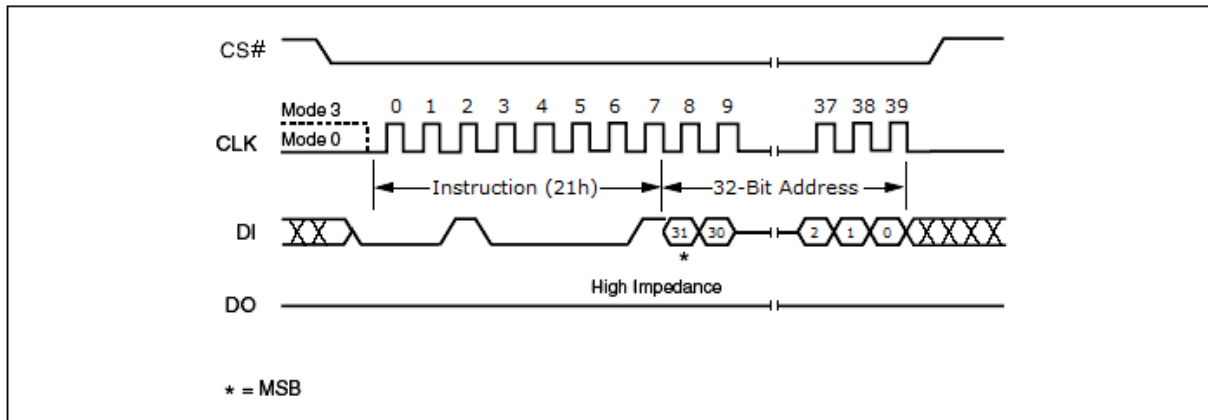 CS#
Mode 3
0 1 2 3 4 5 6 7 8 9 37 38 39
CLK
Mode 0
Instruction (21h)
32-Bit Address
DI
31 30 2 1 0
*
High Impedance
DO
* = MSB